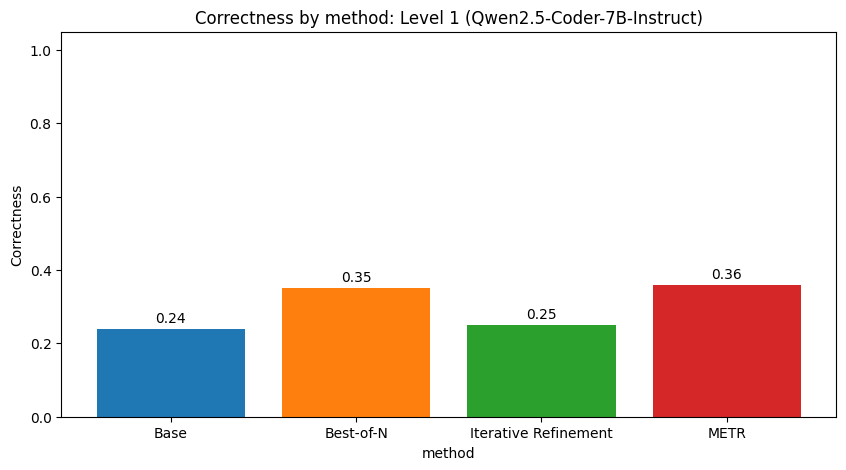 Correctness by method: Level 1 (Qwen2.5-Coder-7B-Instruct)
1.0
0.8
0.6
0.4
0.2
0.0
Correctness
0.24
0.35
0.25
0.36
Base
Best-of-N
Iterative Refinement
METR
method